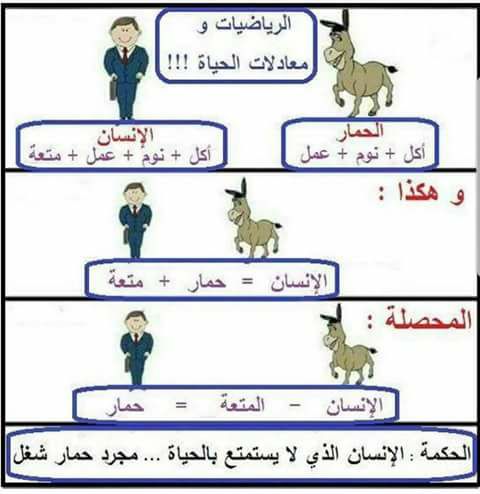 الرياضيات و
معادلات الحياة !!!
الحمار
أكل + نوم + عمل
الإنسان
أكل + نوم + عمل + متعة
و هكذا :
الإنسان = حمار + متعة
المحصلة :
الإنسان - المتعة = حمار
الحكمة : الإنسان الذي لا يستمتع بالحياة ... مجرد حمار شغل